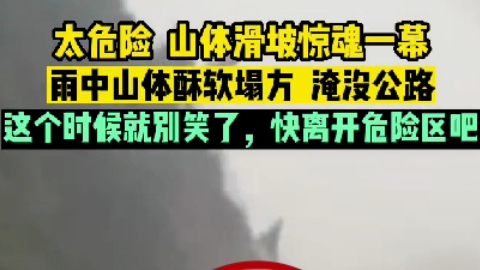 太危险 山体滑坡惊魂一幕
雨中山体酥软塌方 淹没公路
这个时候就别笑了，快离开危险区吧